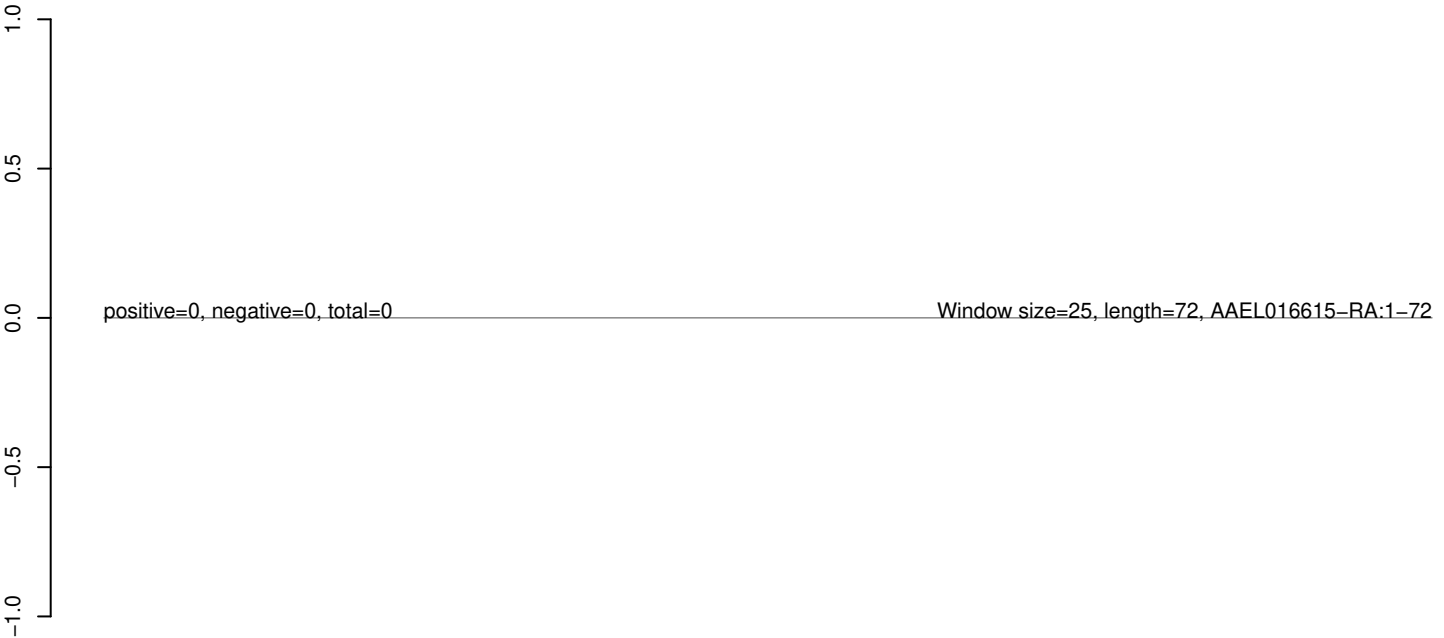 1.0
0.5
0.0
−0.5
−1.0
positive=0, negative=0, total=0
Window size=25, length=72, AAEL016615−RA:1−72